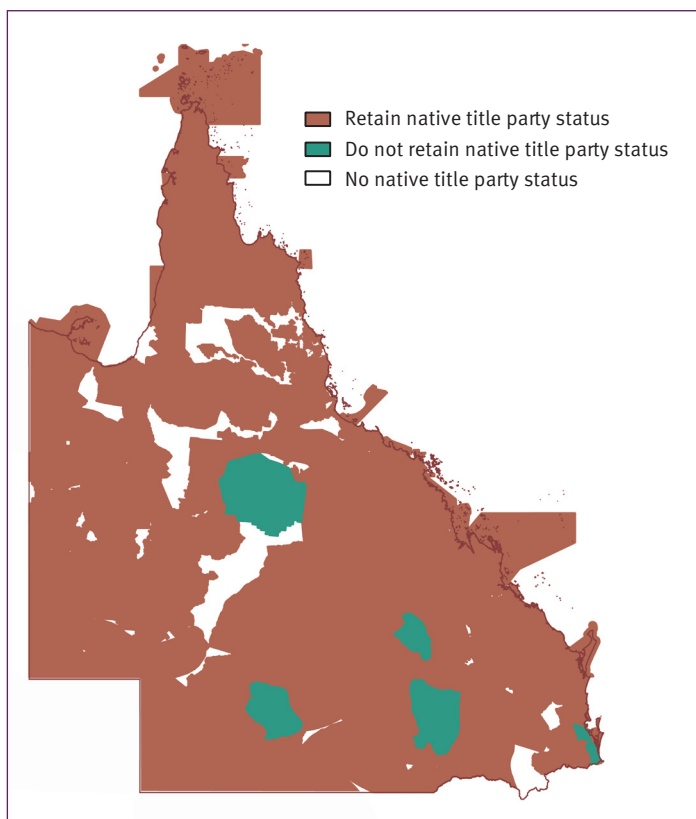 Retain native title party status
Do not retain native title party status
No native title party status